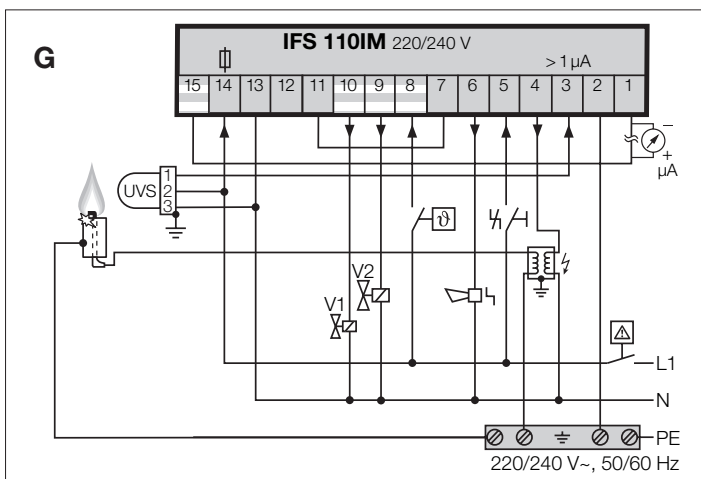 G
IFS 110IM 220/240 V
> 1 µA
15 14 13 12 11 10 9 8 7 6 5 4 3 2 1
−
+
µA
UVS
1
2
3
ϑ
V2
V1
L1
N
PE
220/240 V~, 50/60 Hz